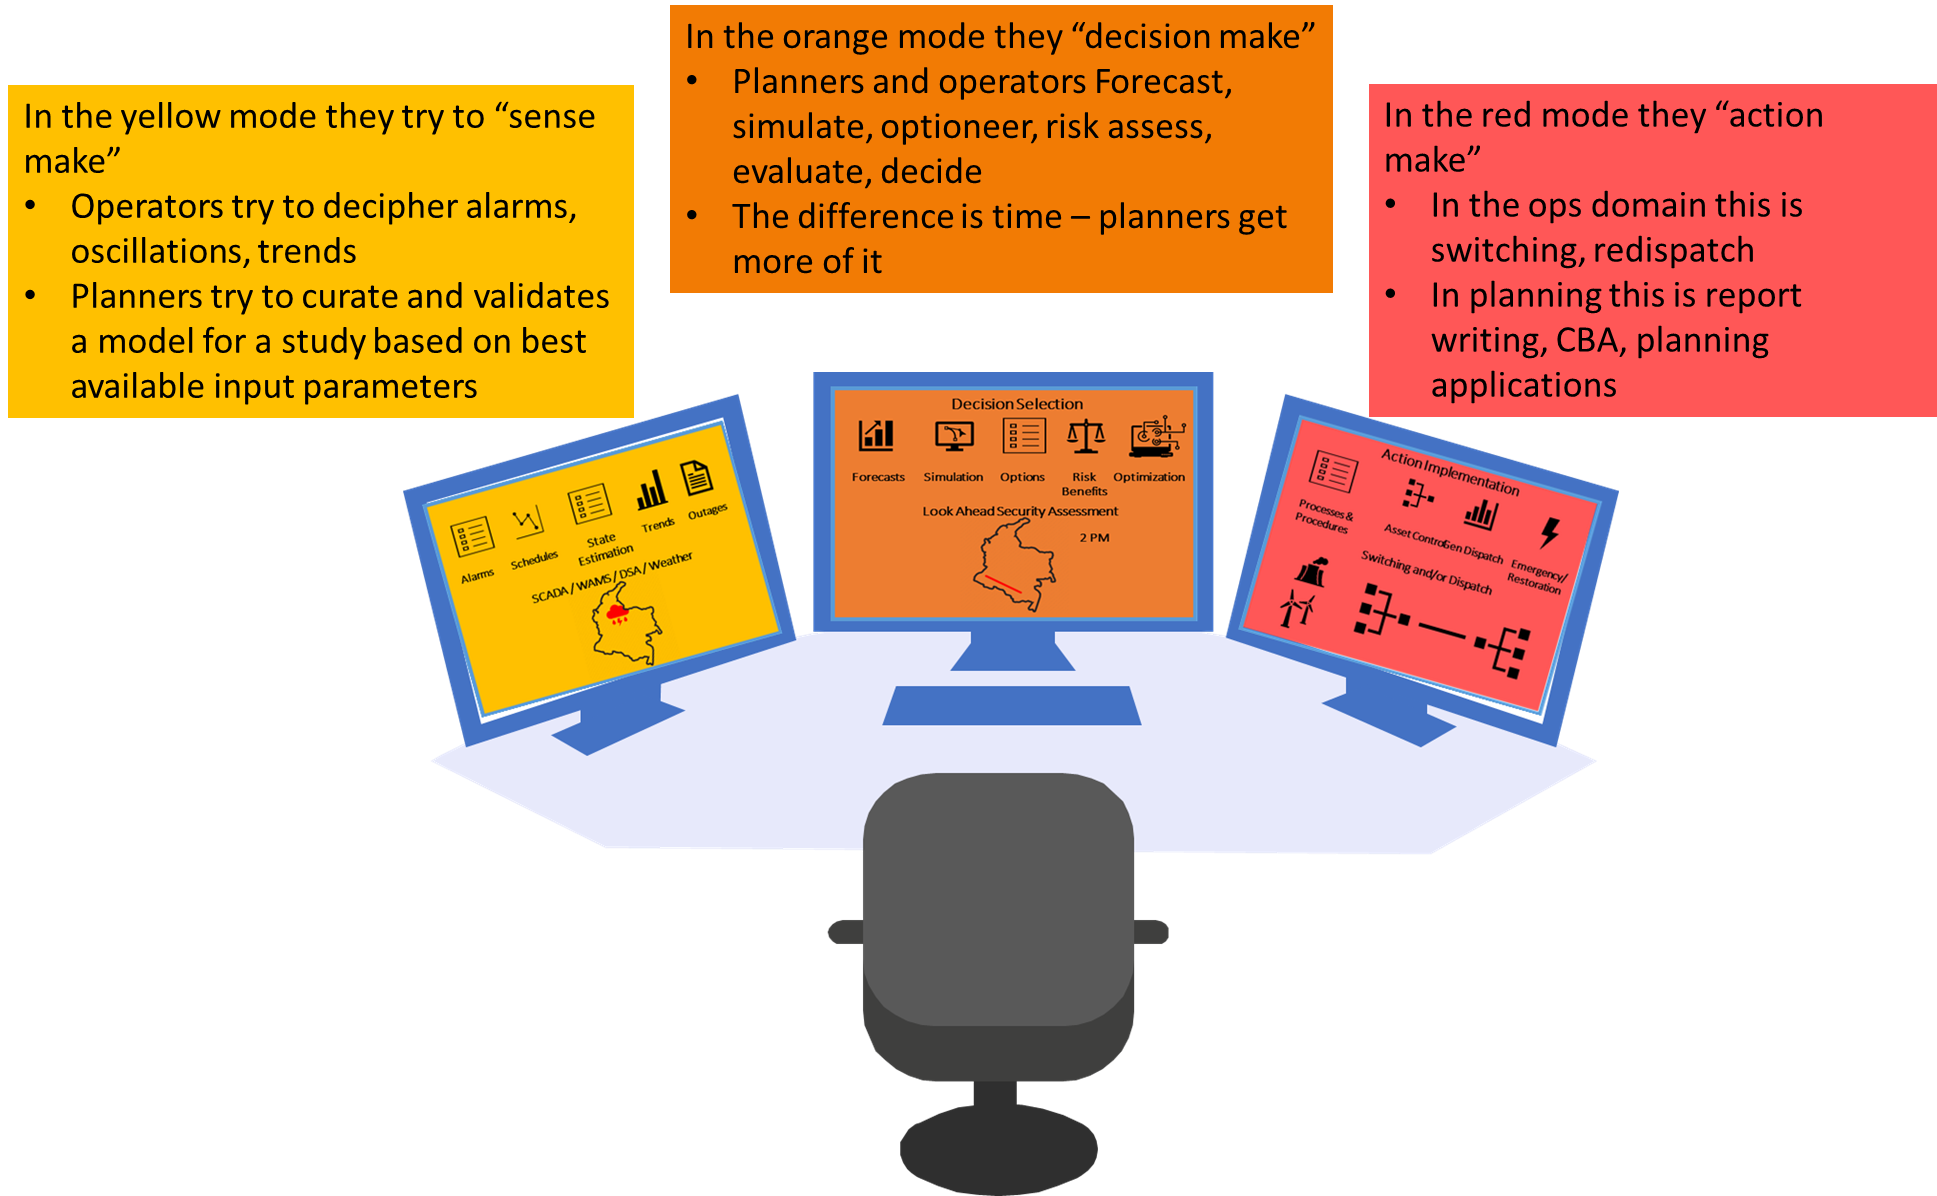 In the yellow mode they try to “sense
make”
• Operators try to decipher alarms,
oscillations, trends
• Planners try to curate and validates
a model for a study based on best
available input parameters
In the orange mode they “decision make”
• Planners and operators Forecast,
simulate, optioneer, risk assess,
evaluate, decide
• The difference is time – planners get
more of it
In the red mode they “action
make”
• In the ops domain this is
switching, redispatch
• In planning this is report
writing, CBA, planning
applications
Alarms
Schedules
State
Estimation
Trends
Outages
SCADA / WAMS / DSA / Weather
Decision Selection
Forecasts
Simulation
Options
Risk
Benefits
Optimization
Look Ahead Security Assessment
2 PM
Action Implementation
Processes &
Procedures
Asset Control
Gen Dispatch
Emergency/
Restoration
Switching and/or Dispatch